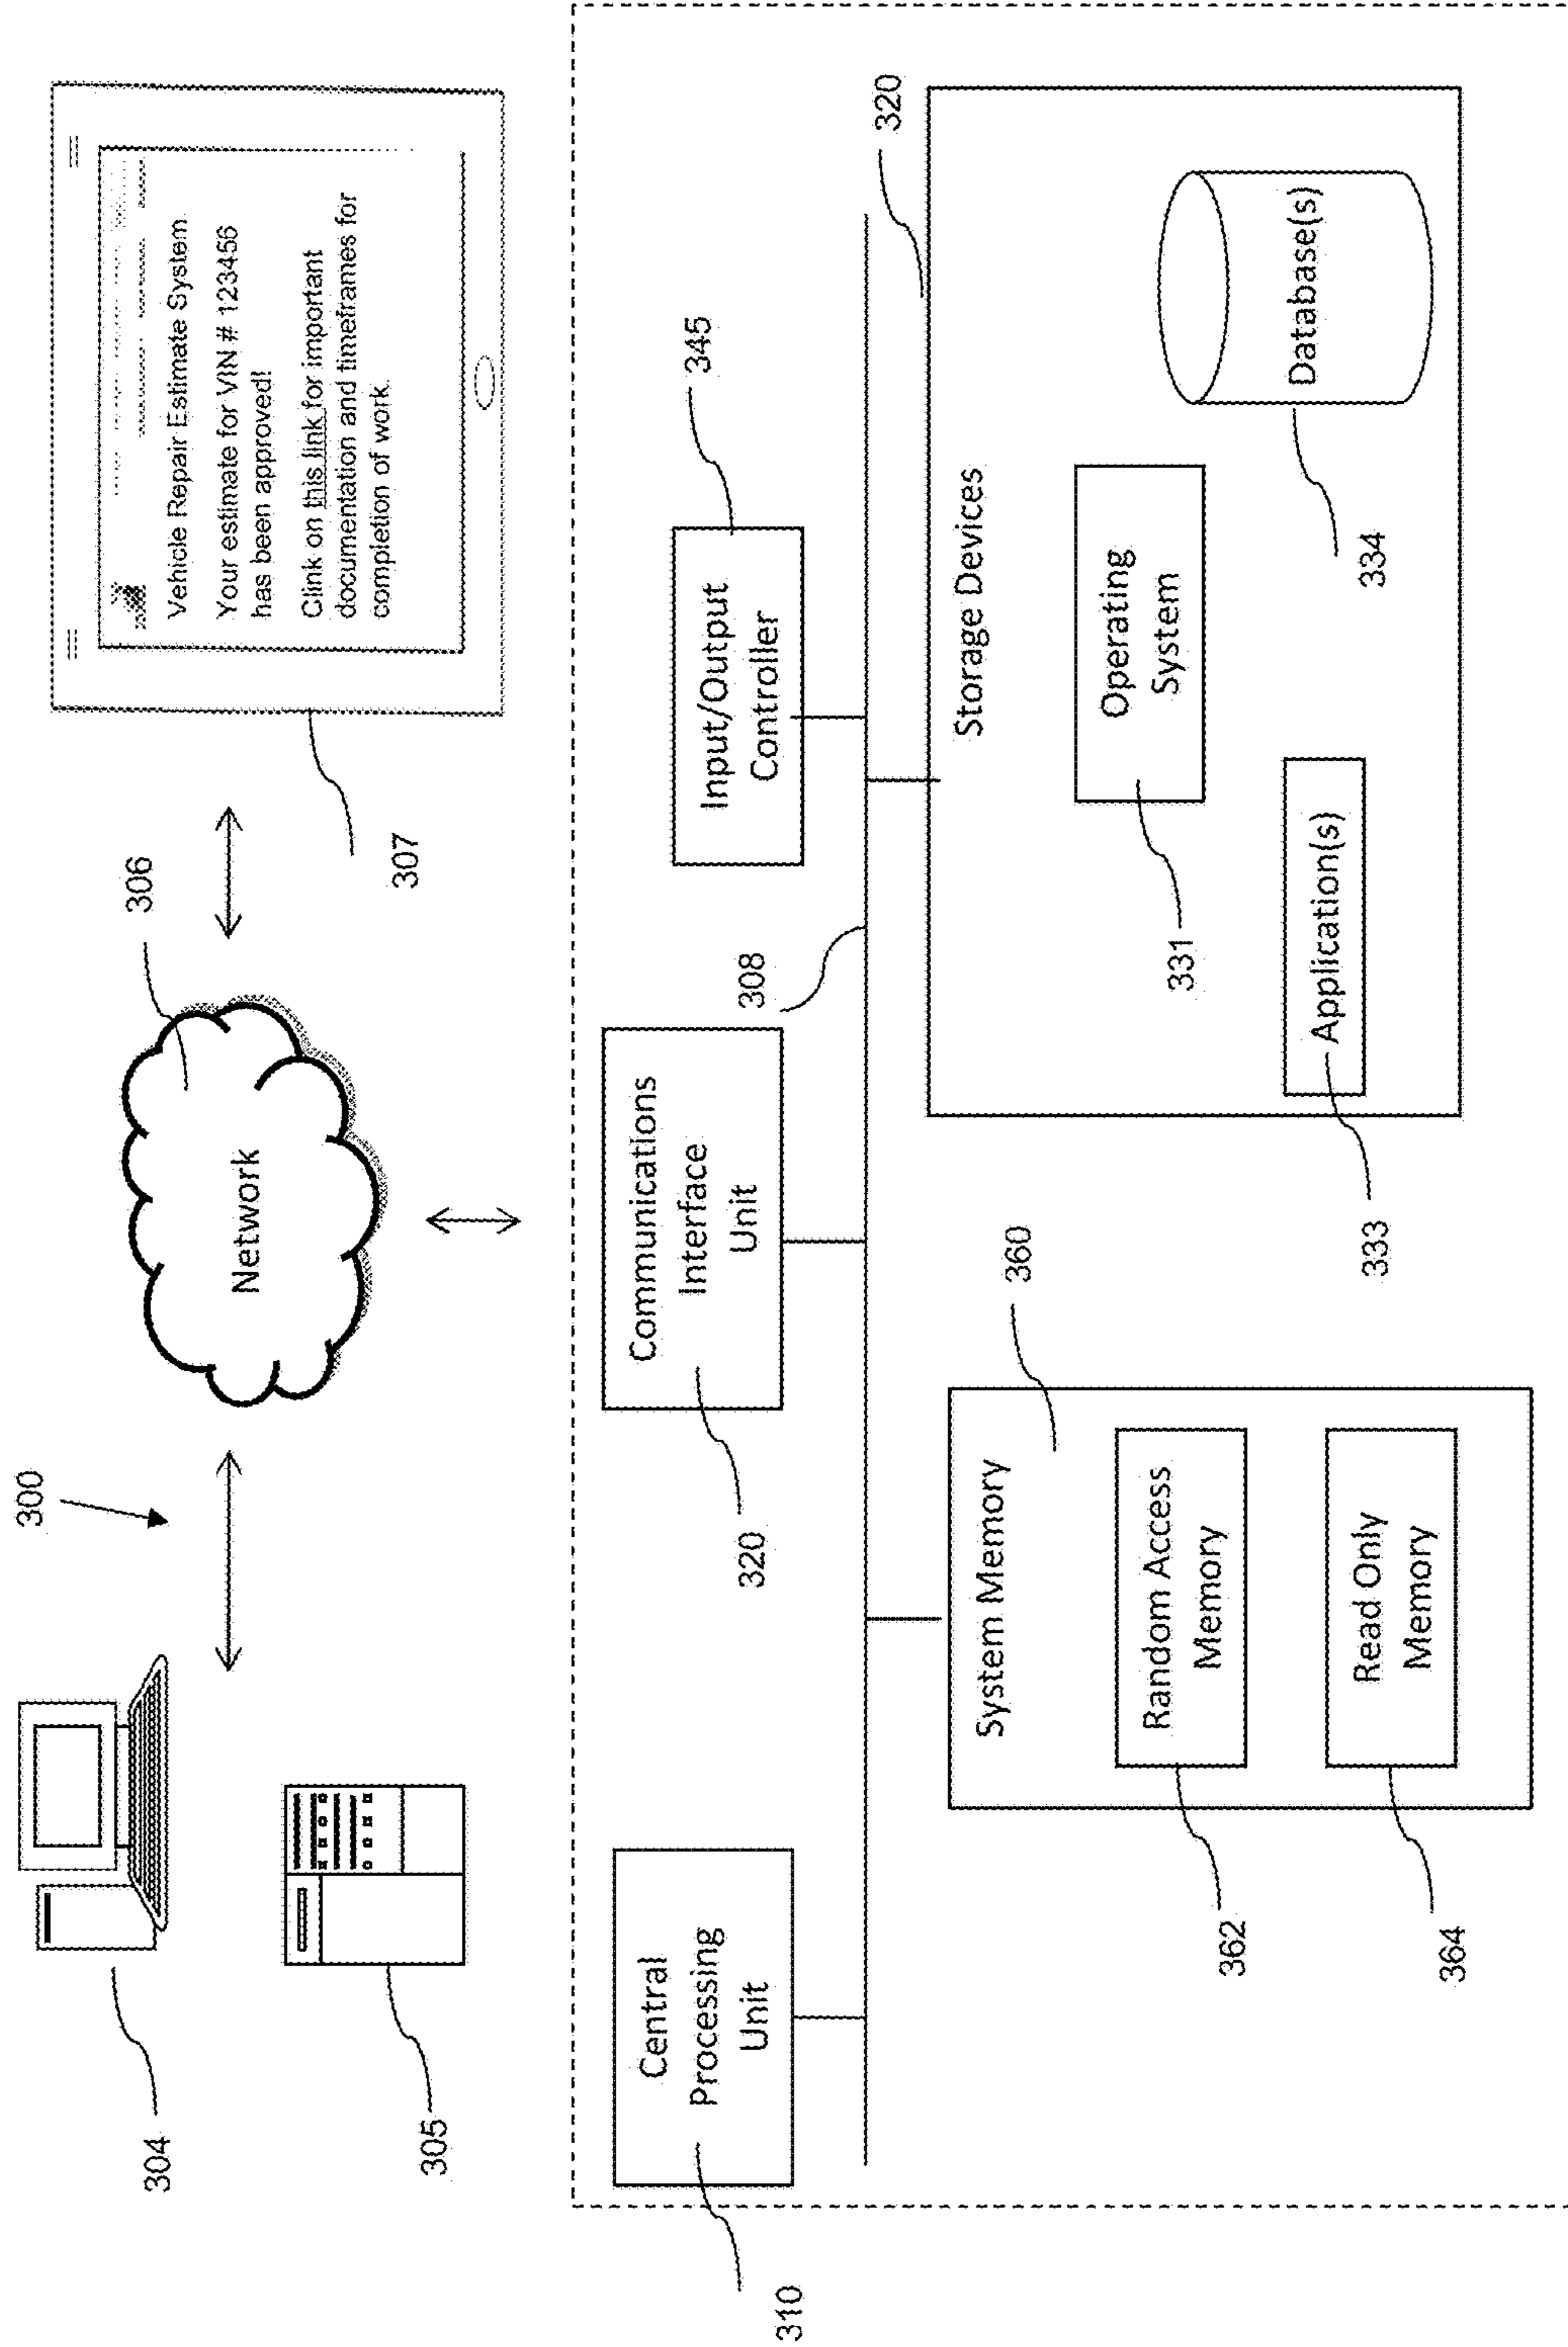 300
304
305
Network
306
307
Vehicle Repair Estimate System
Your estimate for VIN # 123456
has been approved!
Clink on this link for important
documentation and timeframes for
completion of work.
310
Central
Processing
Unit
320
Communications
Interface
Unit
308
Input/Output
Controller
345
System Memory
360
Random Access
Memory
362
Read Only
Memory
364
320
Storage Devices
Operating
System
331
Application(s)
333
Database(s)
334